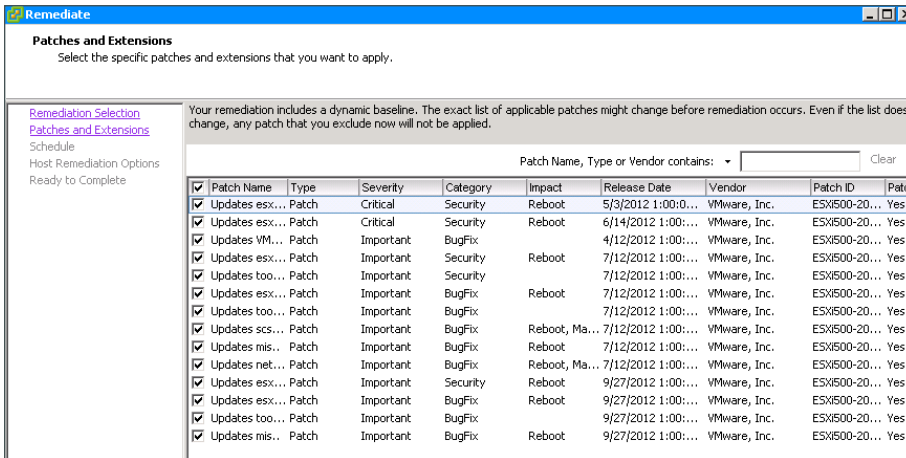 Remediate
Patches and Extensions
Select the specific patches and extensions that you want to apply.
Remediation Selection
Patches and Extensions
Schedule
Host Remediation Options
Ready to Complete
Your remediation includes a dynamic baseline. The exact list of applicable patches might change before remediation occurs. Even if the list does
change, any patch that you exclude now will not be applied.
Patch Name, Type or Vendor contains: Clear
Patch Name Type Severity Category Impact Release Date Vendor Patch ID Patc
Updates esx... Patch Critical Security Reboot 5/3/2012 1:00:0... VMware, Inc. ESXi500-20... Yes
Updates esx... Patch Critical Security Reboot 6/14/2012 1:00:... VMware, Inc. ESXi500-20... Yes
Updates VM... Patch Important BugFix 4/12/2012 1:00:... VMware, Inc. ESXi500-20... Yes
Updates esx... Patch Important Security Reboot 7/12/2012 1:00:... VMware, Inc. ESXi500-20... Yes
Updates too... Patch Important Security 7/12/2012 1:00:... VMware, Inc. ESXi500-20... Yes
Updates esx... Patch Important BugFix Reboot 7/12/2012 1:00:... VMware, Inc. ESXi500-20... Yes
Updates too... Patch Important BugFix 7/12/2012 1:00:... VMware, Inc. ESXi500-20... Yes
Updates scs... Patch Important BugFix Reboot, Ma... 7/12/2012 1:00:... VMware, Inc. ESXi500-20... Yes
Updates mis.. Patch Important BugFix Reboot 7/12/2012 1:00:... VMware, Inc. ESXi500-20... Yes
Updates net... Patch Important BugFix Reboot, Ma... 7/12/2012 1:00:... VMware, Inc. ESXi500-20... Yes
Updates esx... Patch Important Security Reboot 9/27/2012 1:00:... VMware, Inc. ESXi500-20... Yes
Updates esx... Patch Important BugFix Reboot 9/27/2012 1:00:... VMware, Inc. ESXi500-20... Yes
Updates too... Patch Important BugFix 9/27/2012 1:00:... VMware, Inc. ESXi500-20... Yes
Updates mis.. Patch Important BugFix Reboot 9/27/2012 1:00:... VMware, Inc. ESXi500-20... Yes